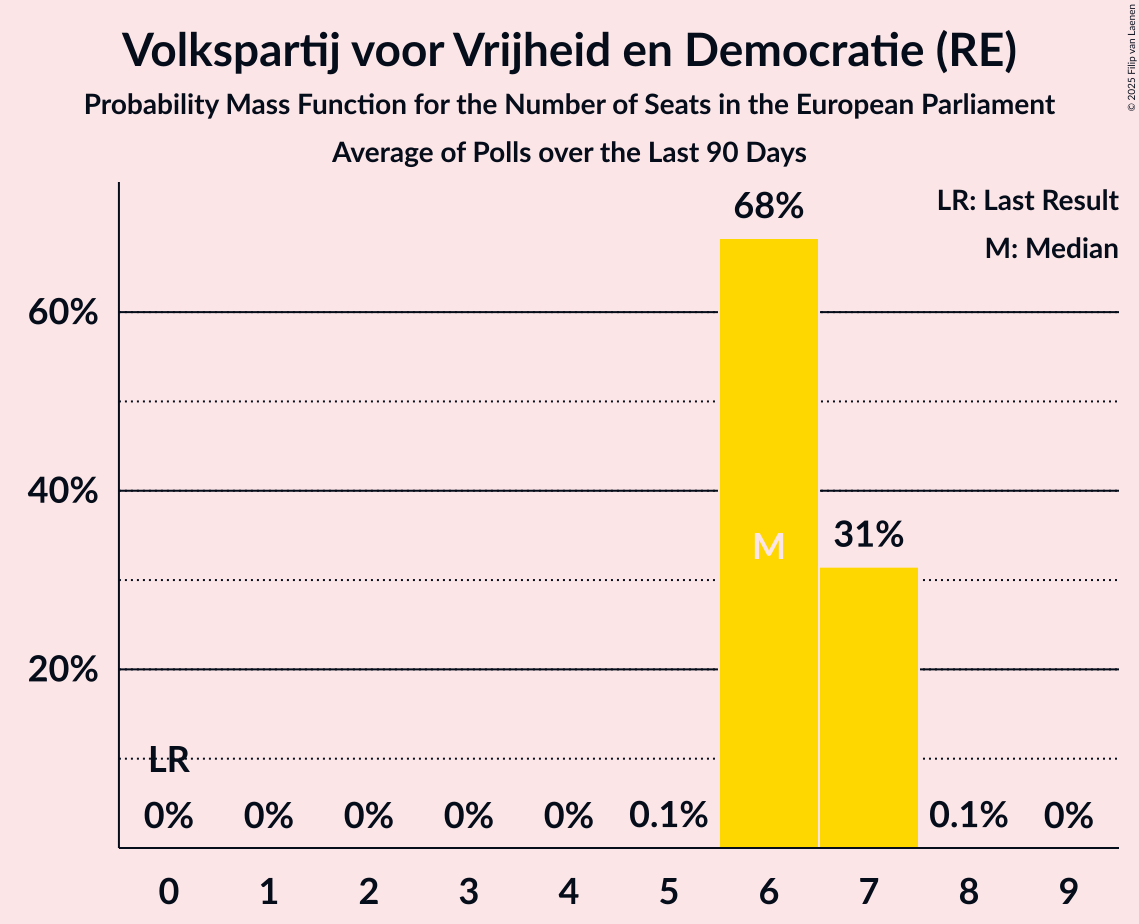 Volkspartij voor Vrijheid en Democratie (RE)
Probability Mass Function for the Number of Seats in the European Parliament
Average of Polls over the Last 90 Days
© 2025 Filip van Laenen
LR: Last Result
M: Median
68%
60%
40%
31%
M
20%
LR
0% 0% 0% 0% 0% 0.1% 0.1% 0%
0 1 2 3 4 5 6 7 8 9